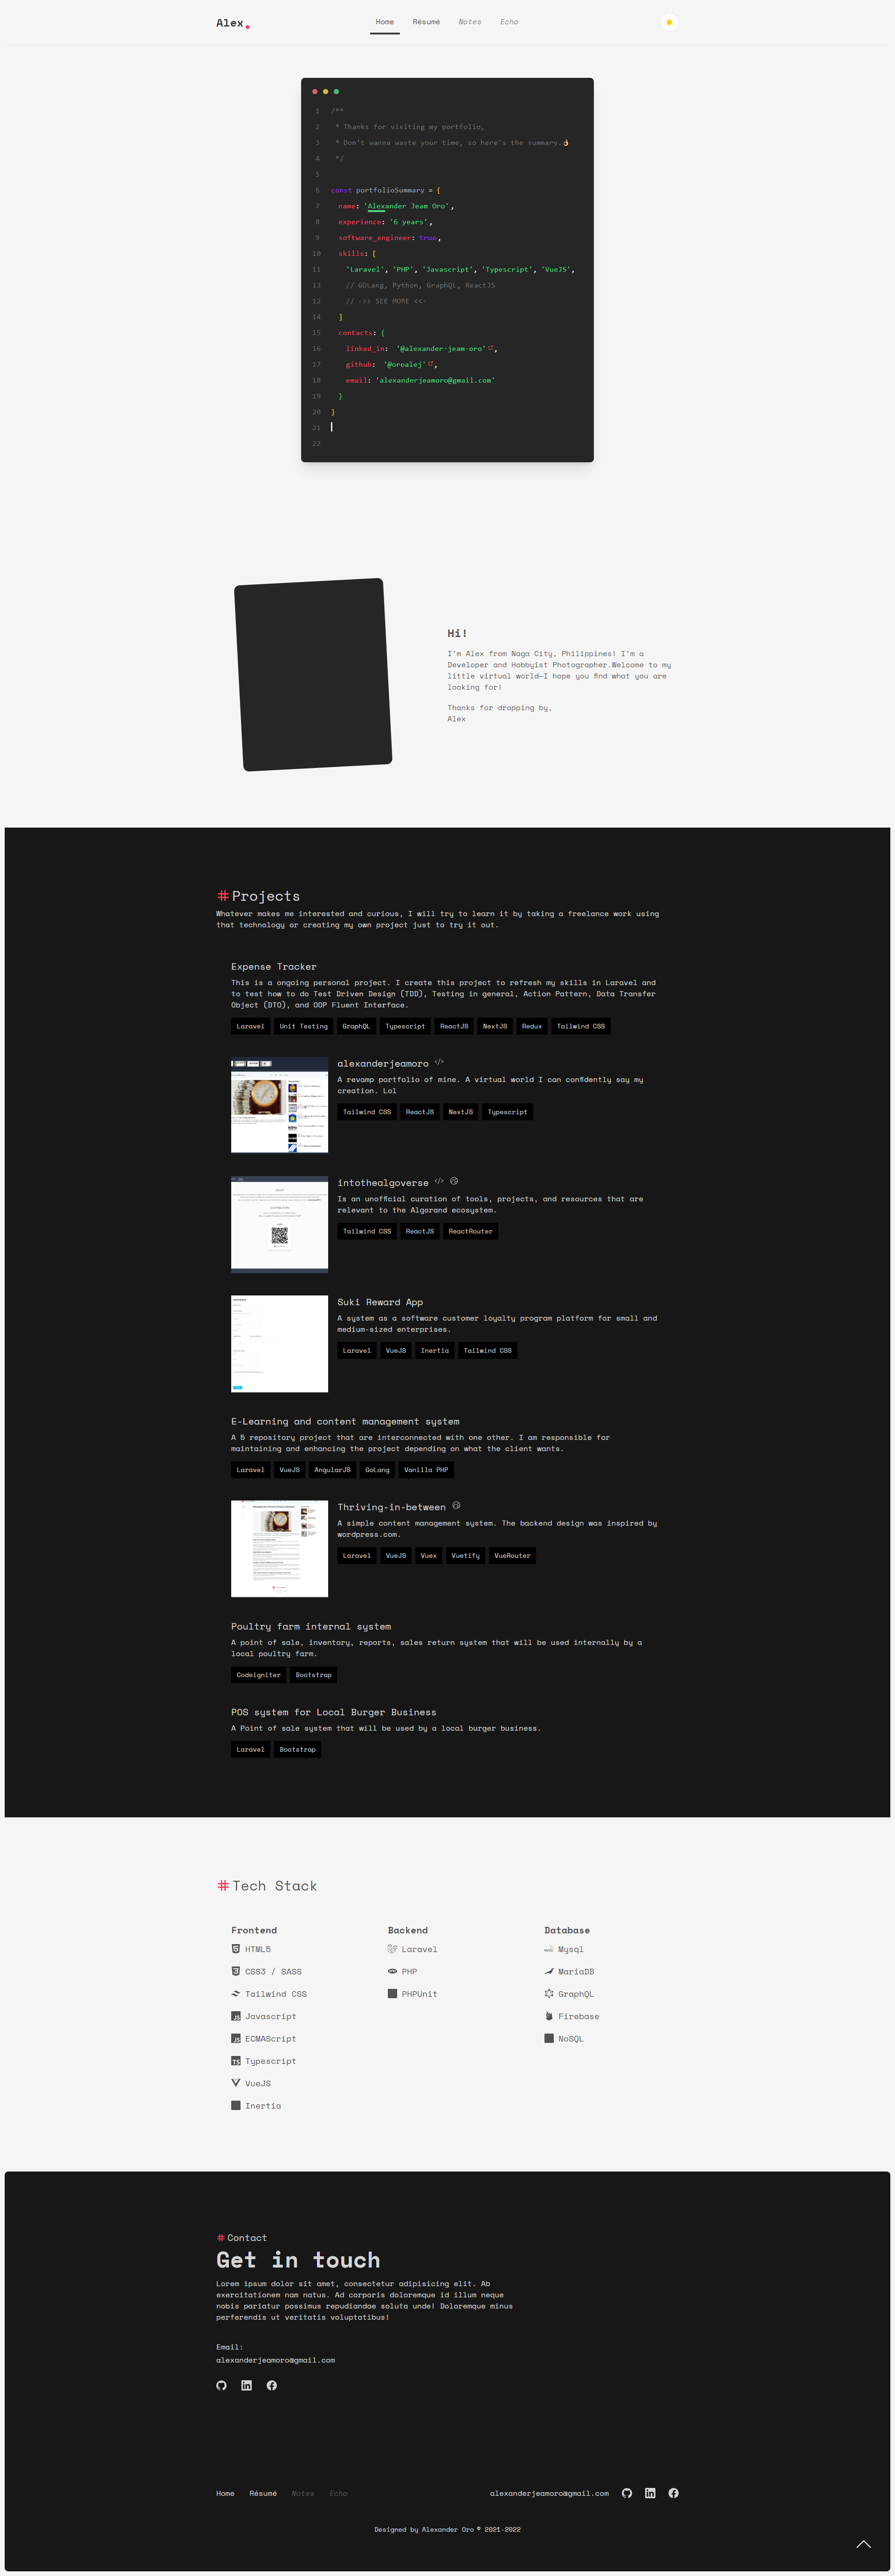 Alex.
Home Résumé Notes Echo
1 /**
2 * Thanks for visiting my portfolio,
3 * Don't wanna waste your time, so here's the summary.👌
4 */
5
6 const portfolioSummary = {
7 name: 'Alexander Jeam Oro',
8 experience: '6 years',
9 software_engineer: true,
10 skills: [
11 'Laravel', 'PHP', 'Javascript', 'Typescript', 'VueJS',
13 // GOLang, Python, GraphQL, ReactJS
12 // ->> SEE MORE <<-
14 ]
15 contacts: {
16 linked_in: '@alexander-jeam-oro',
17 github: '@oroalej',
18 email: 'alexanderjeamoro@gmail.com'
19 }
20 }
21
22
Hi!
I'm Alex from Naga City, Philippines! I'm a
Developer and Hobbyist Photographer.Welcome to my
little virtual world—I hope you find what you are
looking for!
Thanks for dropping by,
Alex
#Projects
Whatever makes me interested and curious, I will try to learn it by taking a freelance work using
that technology or creating my own project just to try it out.
Expense Tracker
This is a ongoing personal project. I create this project to refresh my skills in Laravel and
to test how to do Test Driven Design (TDD), Testing in general, Action Pattern, Data Transfer
Object (DTO), and OOP Fluent Interface.
Laravel Unit Testing GraphQL Typescript ReactJS NextJS Redux Tailwind CSS
alexanderjeamoro
A revamp portfolio of mine. A virtual world I can confidently say my
creation. Lol
Tailwind CSS ReactJS NextJS Typescript
intothealgoverse
Is an unofficial curation of tools, projects, and resources that are
relevant to the Algorand ecosystem.
Tailwind CSS ReactJS ReactRouter
Suki Reward App
A system as a software customer loyalty program platform for small and
medium-sized enterprises.
Laravel VueJS Inertia Tailwind CSS
E-Learning and content management system
A 5 repository project that are interconnected with one other. I am responsible for
maintaining and enhancing the project depending on what the client wants.
Laravel VueJS AngularJS GoLang Vanilla PHP
Thriving-in-between
A simple content management system. The backend design was inspired by
wordpress.com.
Laravel VueJS Vuex Vuetify VueRouter
Poultry farm internal system
A point of sale, inventory, reports, sales return system that will be used internally by a
local poultry farm.
Codeigniter Bootstrap
POS system for Local Burger Business
A Point of sale system that will be used by a local burger business.
Laravel Bootstrap
#Tech Stack
Frontend
HTML5
CSS3 / SASS
Tailwind CSS
Javascript
ECMAScript
Typescript
VueJS
Inertia
Backend
Laravel
PHP
PHPUnit
Database
Mysql
MariaDB
GraphQL
Firebase
NoSQL
#Contact
Get in touch
Lorem ipsum dolor sit amet, consectetur adipisicing elit. Ab
exercitationem nam natus. Ad corporis doloremque id illum neque
nobis pariatur possimus repudiandae soluta unde! Doloremque minus
perferendis ut veritatis voluptatibus!
Email:
alexanderjeamoro@gmail.com
Home Résumé Notes Echo alexanderjeamoro@gmail.com
Designed by Alexander Oro © 2021-2022